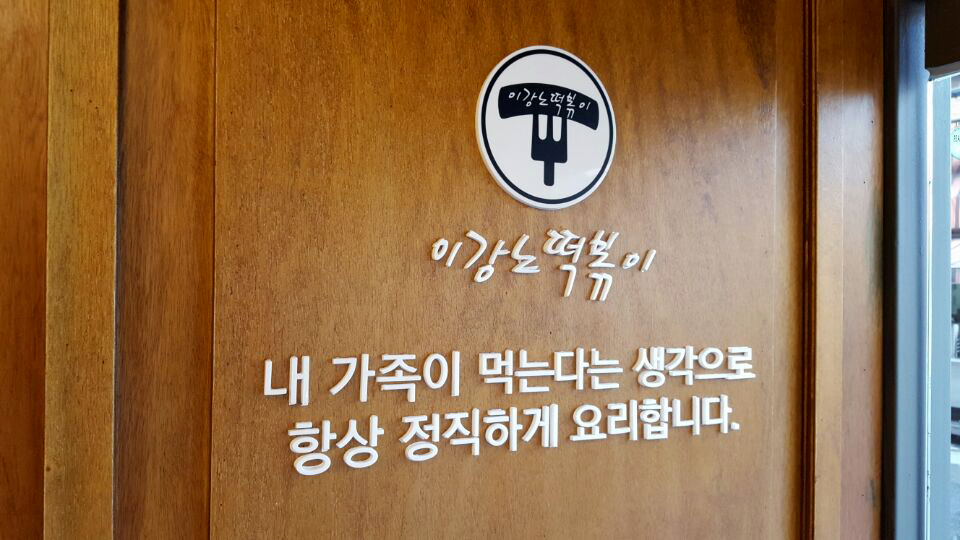 이강노떡볶이
이강노떡볶이
내 가족이 먹는다는 생각으로
항상 정직하게 요리합니다.